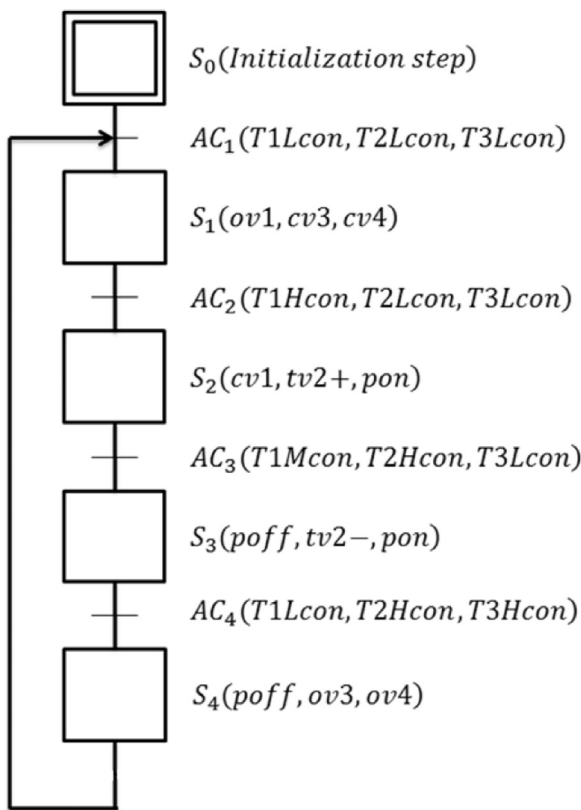 S₀(Initialization step)
AC₁(T1Lcon, T2Lcon, T3Lcon)
S₁(ov1, cv3, cv4)
AC₂(T1Hcon, T2Lcon, T3Lcon)
S₂(cv1, tv2+, pon)
AC₃(T1Mcon, T2Hcon, T3Lcon)
S₃(poff, tv2−, pon)
AC₄(T1Lcon, T2Hcon, T3Hcon)
S₄(poff, ov3, ov4)